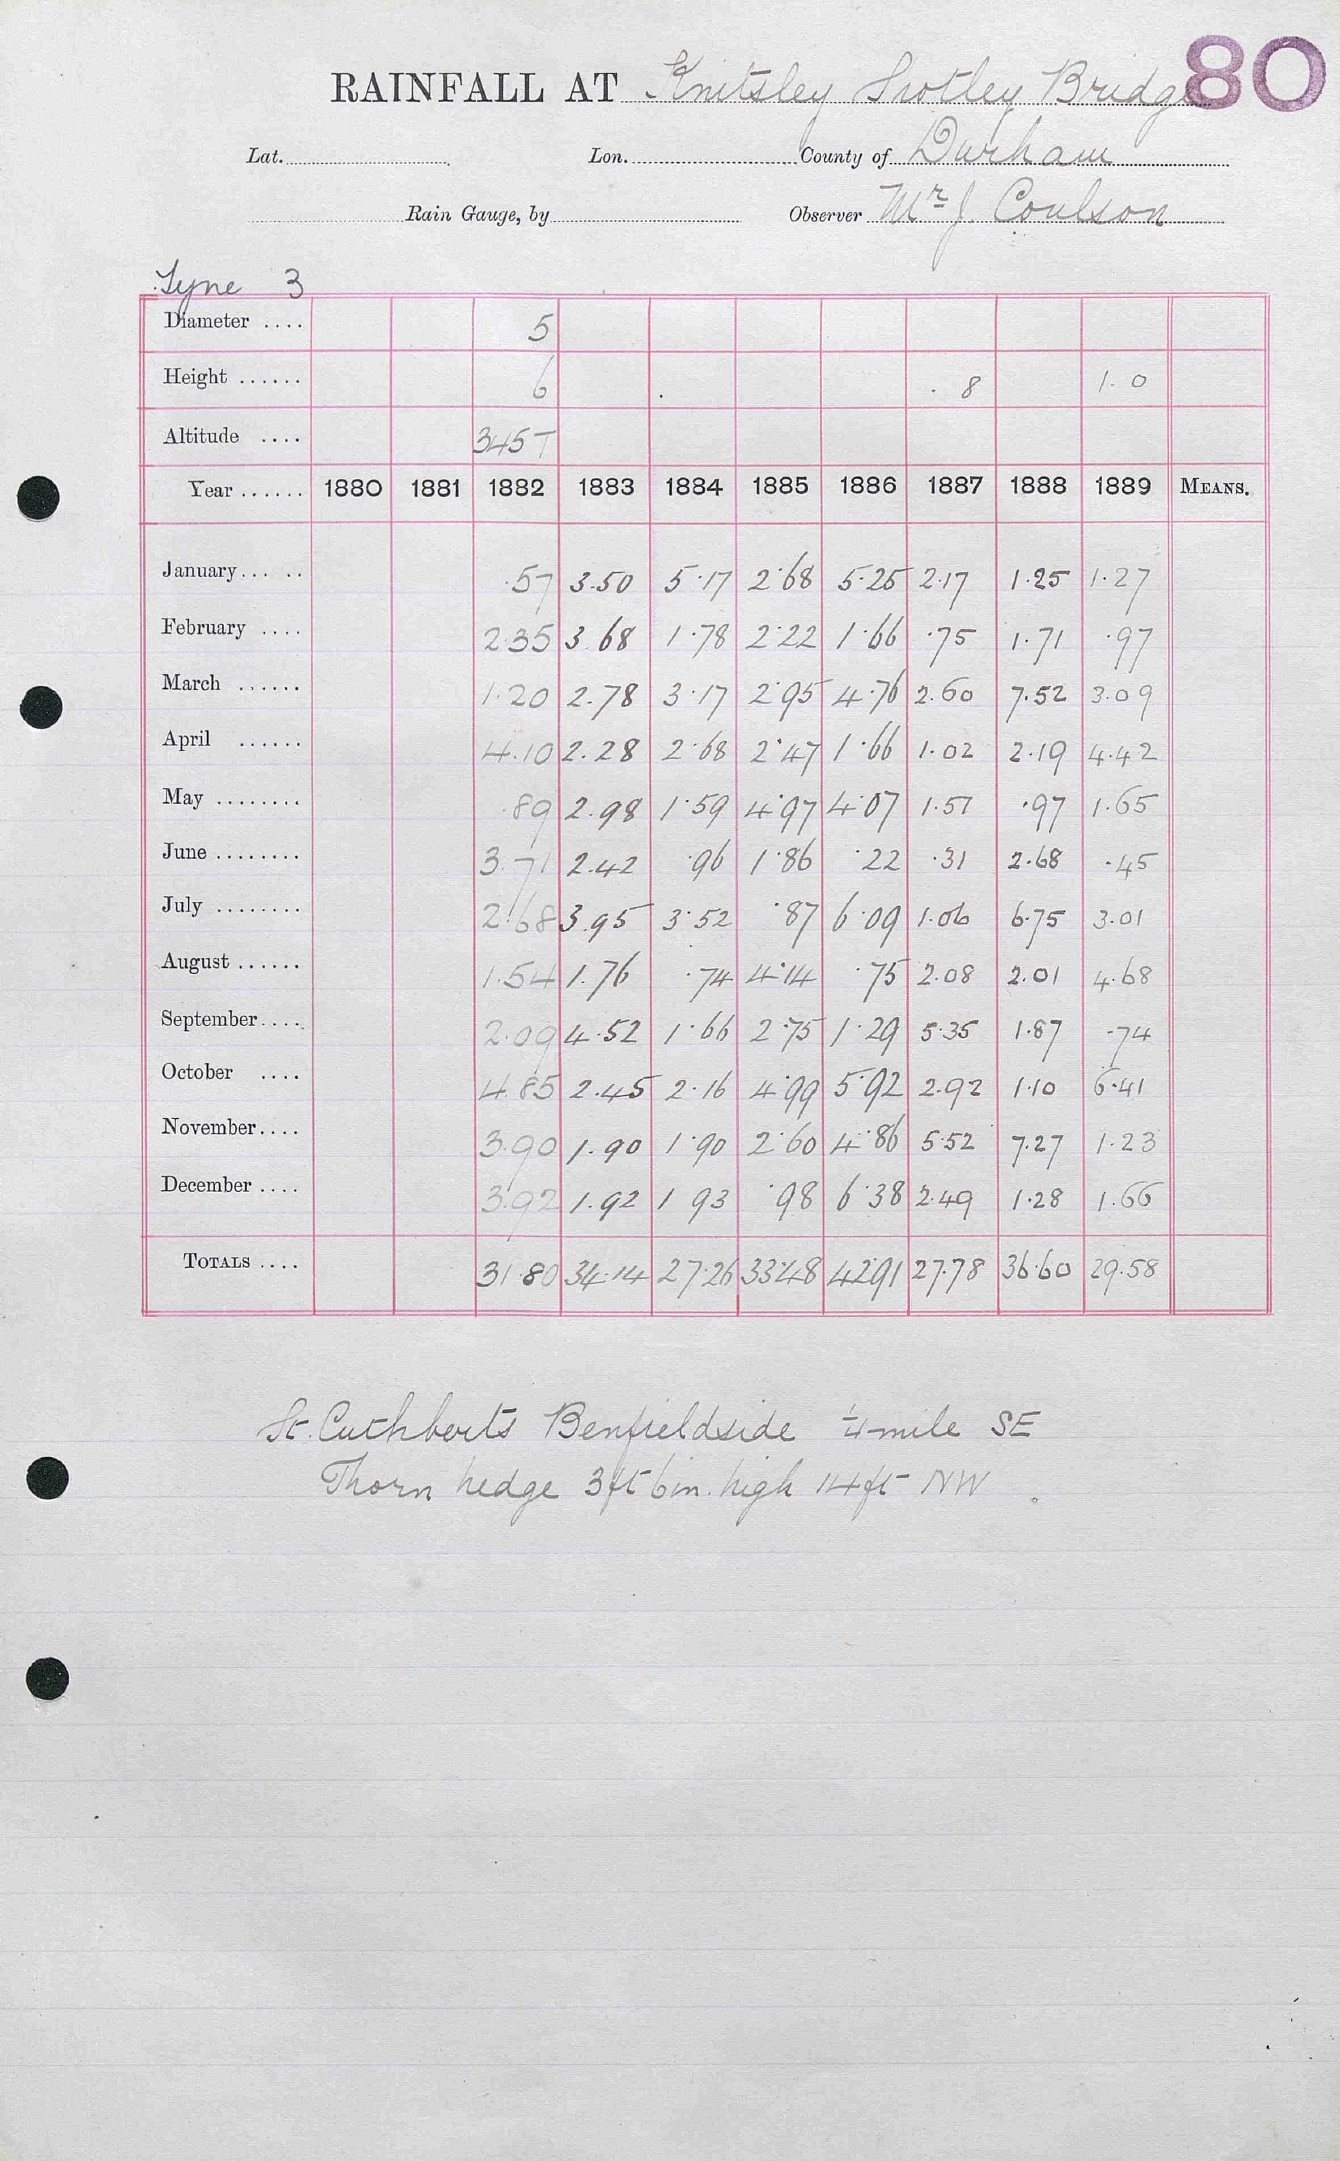 80
RAINFALL AT Knitsley Shotley Bridge
Lat. Lon. County of Durham
Rain Gauge, by Observer Mr J. Coulson
Tyne 3
Diameter .... 5
Height ...... 6 . .8 1.0
Altitude .... 345 T
Year ...... 1880 1881 1882 1883 1884 1885 1886 1887 1888 1889 MEANS.
January... .. .57 3.50 5.17 2.68 5.25 2.17 1.25 1.27
February .... 2.35 3.68 1.78 2.22 1.66 .75 1.71 .97
March ...... 1.20 2.78 3.17 2.95 4.76 2.60 7.52 3.09
April ...... 4.10 2.28 2.68 2.47 1.66 1.02 2.19 4.42
May ........ .89 2.98 1.59 4.97 4.07 1.51 .97 1.65
June ........ 3.71 2.42 .96 1.86 .22 .31 2.68 .45
July ........ 2.68 3.95 3.52 .87 6.09 1.06 6.75 3.01
August ...... 1.54 1.76 .74 4.14 .75 2.08 2.01 4.68
September.... 2.09 4.52 1.66 2.75 1.29 5.35 1.87 .74
October .... 4.85 2.45 2.16 4.99 5.92 2.92 1.10 6.41
November.... 3.90 1.90 1.90 2.60 4.86 5.52 7.27 1.23
December .... 3.92 1.92 1 93 .98 6.38 2.49 1.28 1.66
TOTALS .... 31.80 34.14 27.26 33.48 42.91 27.78 36.60 29.58
St. Cuthberts Benfieldside ¼ mile SE
Thorn hedge 3ft 6in. high 14ft NW